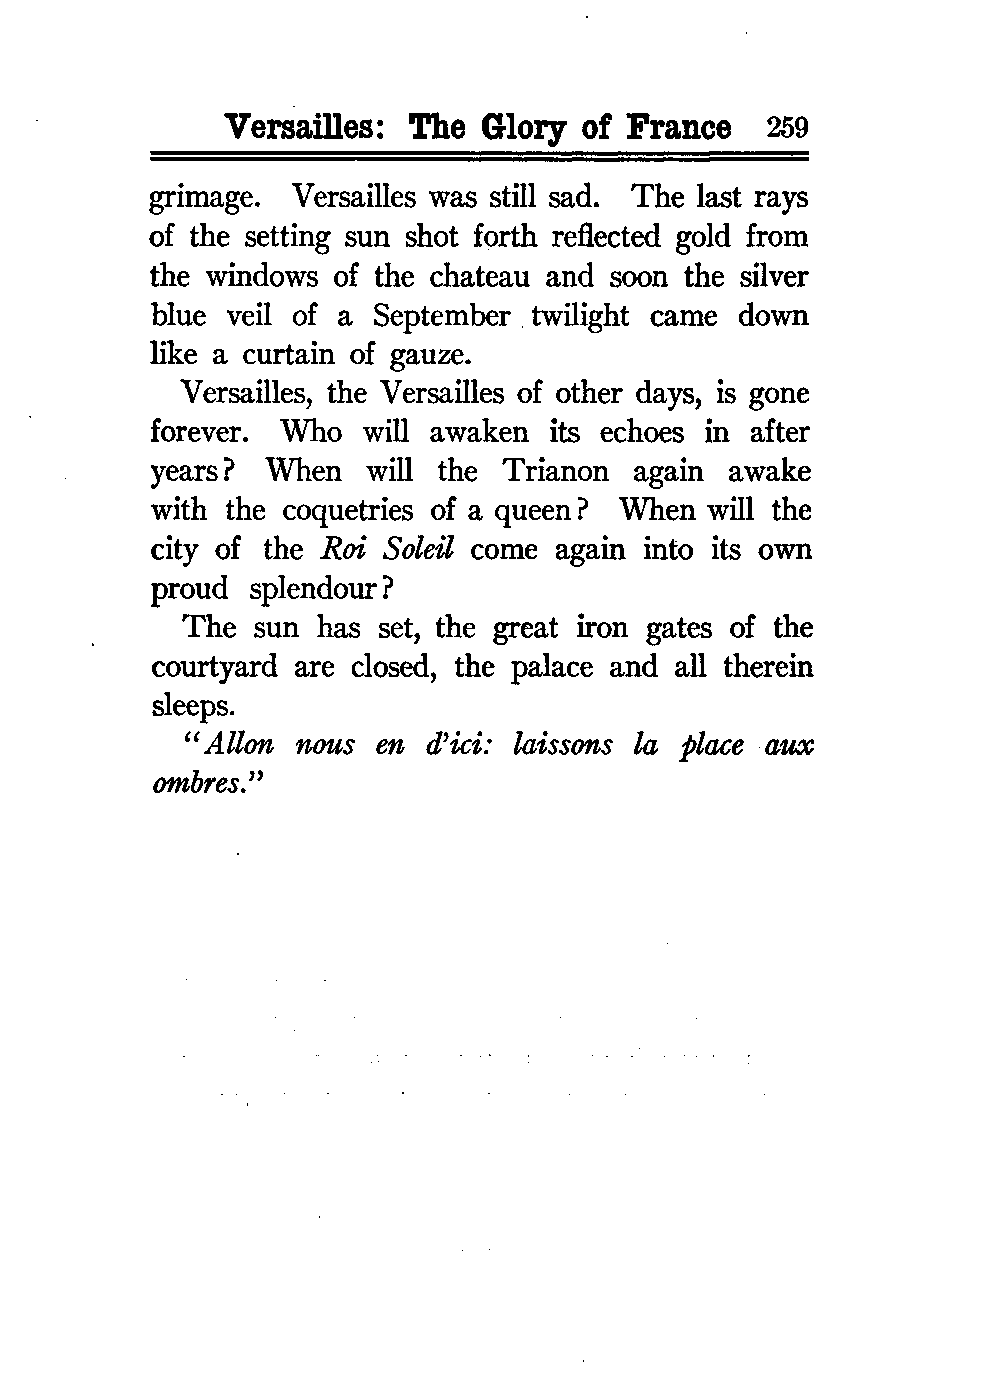 Versailles: The Glory of France 259
grimage. Versailles was still sad. The last rays
of the setting sun shot forth reflected gold from
the windows of the chateau and soon the silver
blue veil of a September twilight came down
like a curtain of gauze.
Versailles, the Versailles of other days, is gone
forever. Who will awaken its echoes in after
years? When will the Trianon again awake
with the coquetries of a queen? When will the
city of the Roi Soleil come again into its own
proud splendour?
The sun has set, the great iron gates of the
courtyard are closed, the palace and all therein
sleeps.
"Allon nous en d'ici: laissons la place aux
ombres."